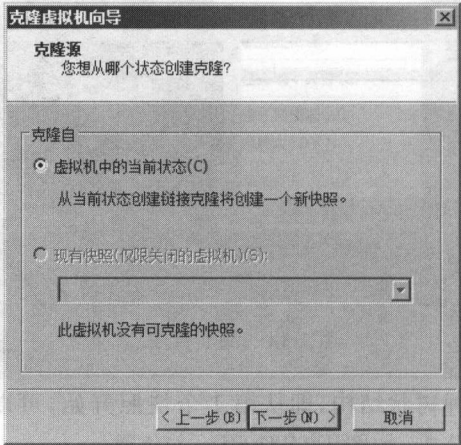 克隆虚拟机向导
克隆源
您想从哪个状态创建克隆?
克隆自
虚拟机中的当前状态(C)
从当前状态创建链接克隆将创建一个新快照。
现有快照(仅限关闭的虚拟机)(S):
此虚拟机没有可克隆的快照。
< 上一步(B) 下一步(N) > 取消